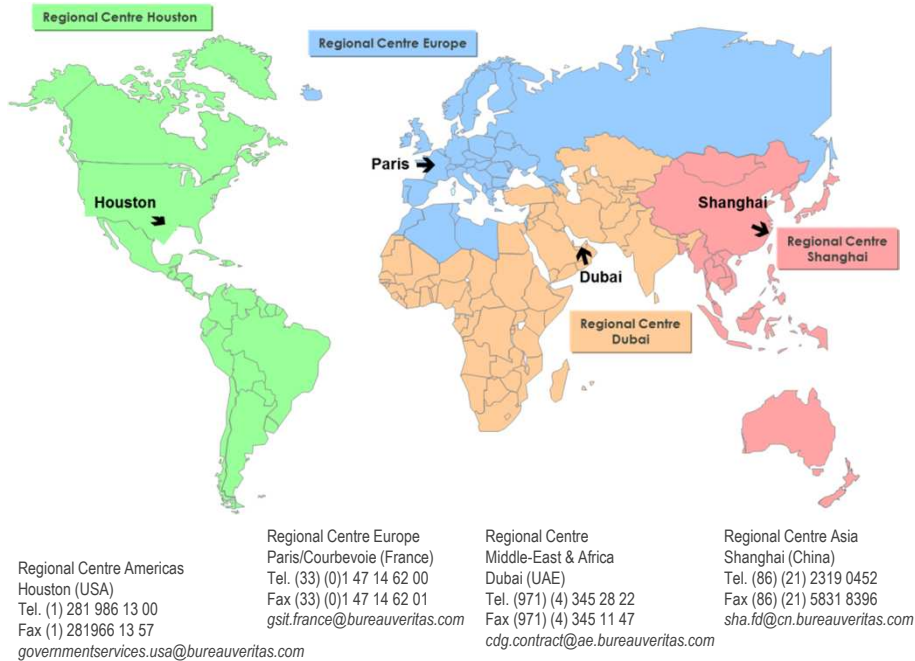 Regional Centre Houston
Regional Centre Europe
Paris
Houston
Shanghai
Regional Centre
Shanghai
Dubai
Regional Centre
Dubai
Regional Centre Americas
Houston (USA)
Tel. (1) 281 986 13 00
Fax (1) 281966 13 57
governmentservices.usa@bureauveritas.com
Regional Centre Europe
Paris/Courbevoie (France)
Tel. (33) (0)1 47 14 62 00
Fax (33) (0)1 47 14 62 01
gsit.france@bureauveritas.com
Regional Centre
Middle-East & Africa
Dubai (UAE)
Tel. (971) (4) 345 28 22
Fax (971) (4) 345 11 47
cdg.contract@ae.bureauveritas.com
Regional Centre Asia
Shanghai (China)
Tel. (86) (21) 2319 0452
Fax (86) (21) 5831 8396
sha.fd@cn.bureauveritas.com